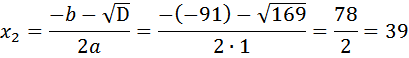 x₂ = (-b - √D)/(2a) = (-(-91) - √169)/(2 · 1) = 78/2 = 39